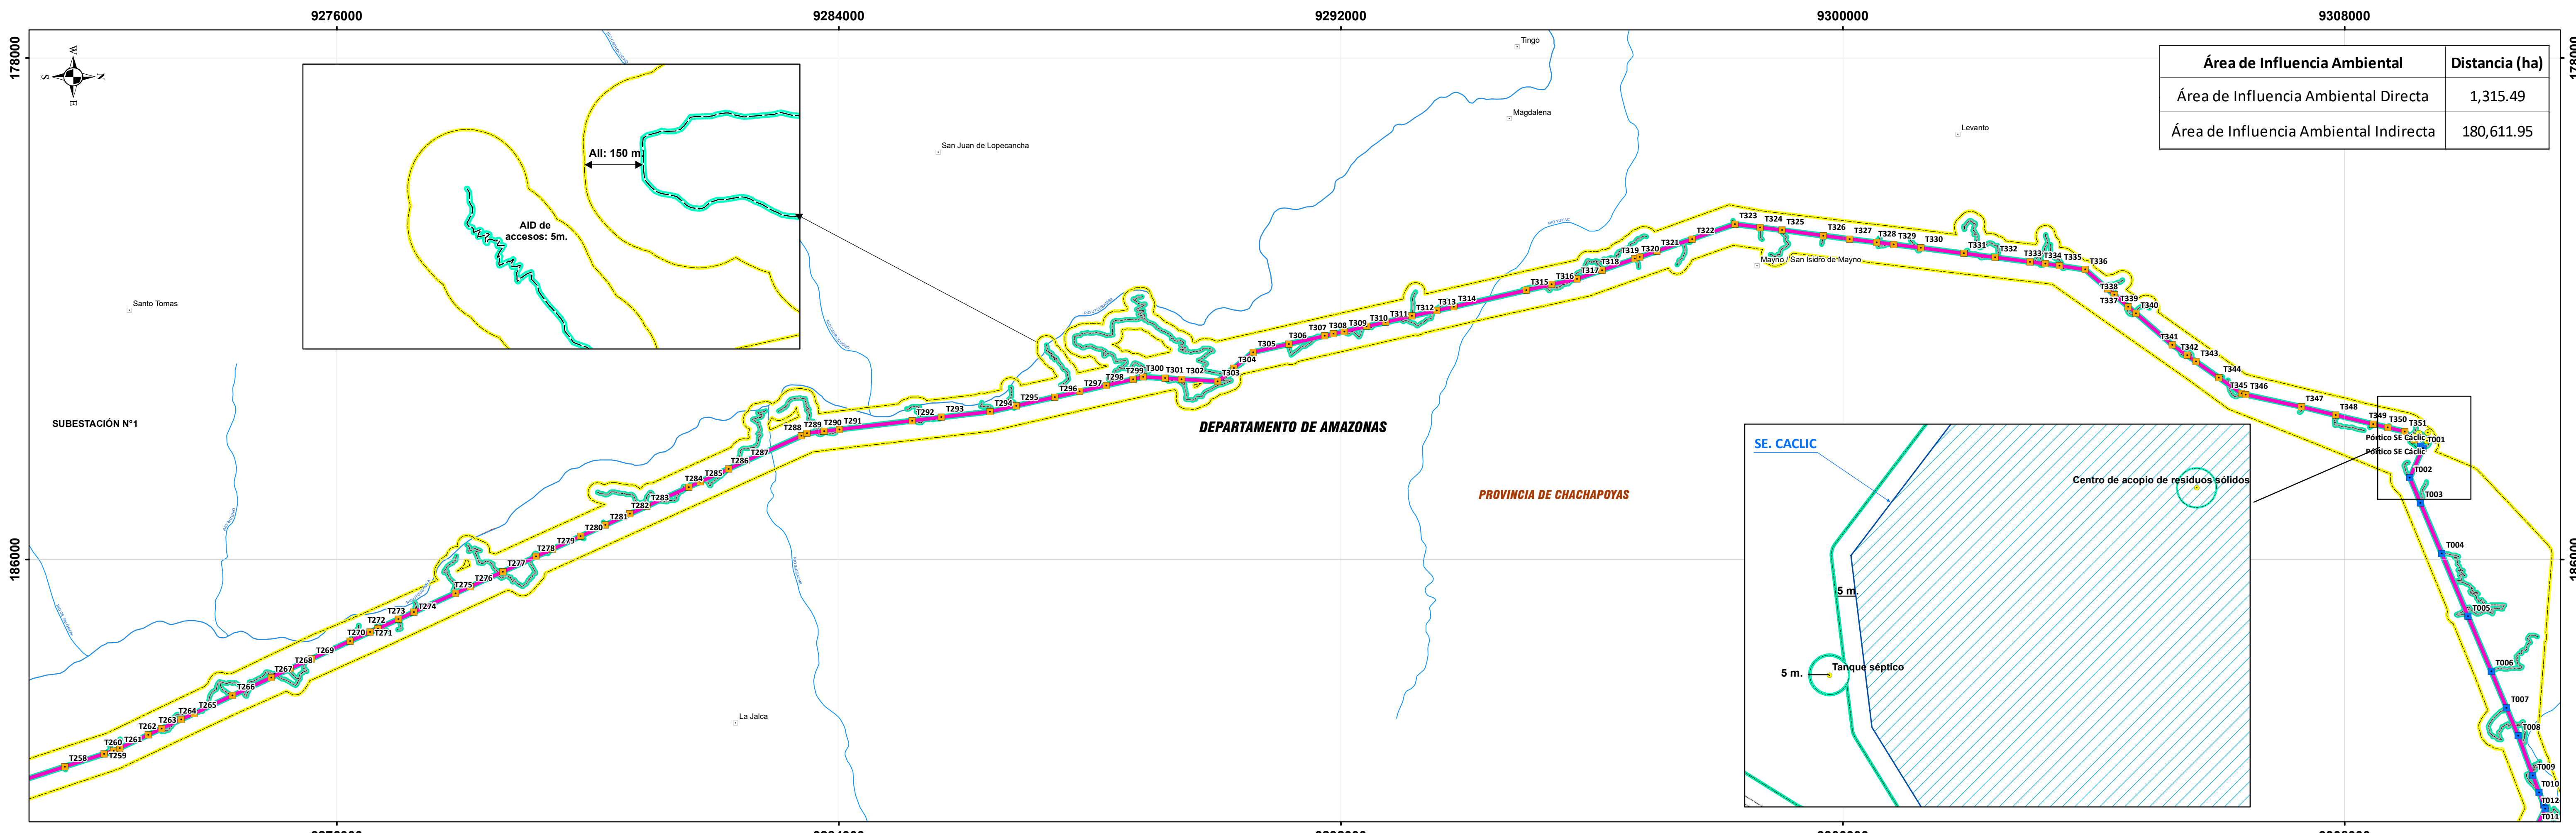 9276000
9284000
9292000
9300000
9308000
178000
178000
W
S
N
E
Tingo
Magdalena
Levanto
San Juan de Lopecancha
Santo Tomas
Área de Influencia Ambiental
Distancia (ha)
Área de Influencia Ambiental Directa
1,315.49
Área de Influencia Ambiental Indirecta
180,611.95
AII: 150 m.
AID de
accesos: 5m.
SUBESTACIÓN N°1
Mayno / San Isidro de Mayno
DEPARTAMENTO DE AMAZONAS
PROVINCIA DE CHACHAPOYAS
La Jalca
186000
186000
T258
T259
T260
T261
T262
T263
T264
T265
T266
T267
T268
T269
T270
T271
T272
T273
T274
T275
T276
T277
T278
T279
T280
T281
T282
T283
T284
T285
T286
T287
T288
T289
T290
T291
T292
T293
T294
T295
T296
T297
T298
T299
T300
T301
T302
T303
T304
T305
T306
T307
T308
T309
T310
T311
T312
T313
T314
T315
T316
T317
T318
T319
T320
T321
T322
T323
T324
T325
T326
T327
T328
T329
T330
T331
T332
T333
T334
T335
T336
T337
T338
T339
T340
T341
T342
T343
T344
T345
T346
T347
T348
T349
T350
T351
Pórtico SE Cáclic
Pórtico SE Cáclic
T001
T002
T003
T004
T005
T006
T007
T008
T009
T010
T012
T011
SE. CACLIC
Centro de acopio de residuos sólidos
5 m.
Tanque séptico
5 m.
9276000
9284000
9292000
9300000
9308000